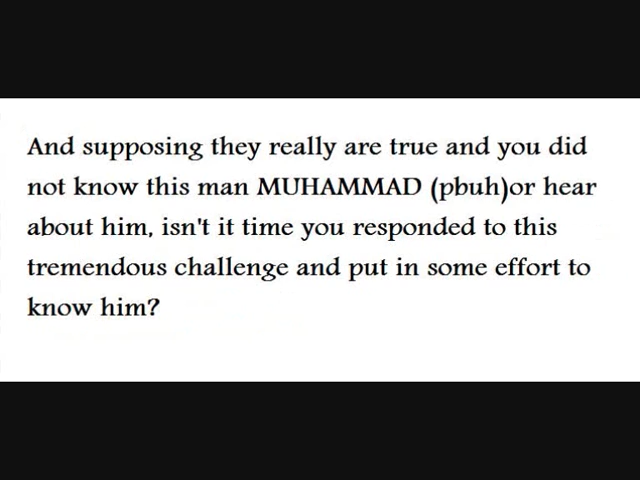 And supposing they really are true and you did
not know this man MUHAMMAD (pbuh)or hear
about him, isn't it time you responded to this
tremendous challenge and put in some effort to
know him?